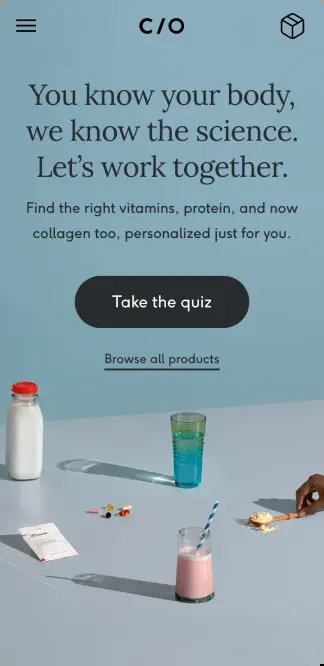 C/O
You know your body,
we know the science.
Let's work together.
Find the right vitamins, protein, and now
collagen too, personalized just for you.
Take the quiz
Browse all products